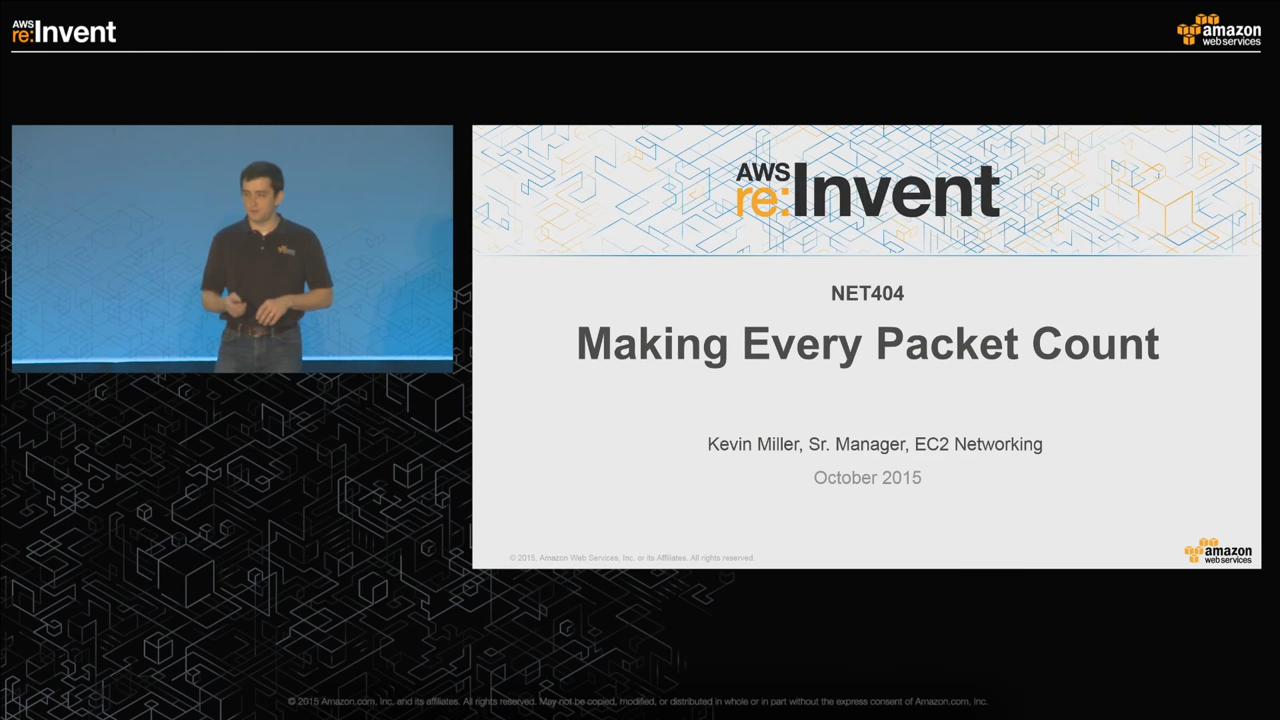 AWS
re:Invent
amazon
web services
AWS
re:Invent
NET404
Making Every Packet Count
Kevin Miller, Sr. Manager, EC2 Networking
October 2015
© 2015, Amazon Web Services, Inc. or its Affiliates. All rights reserved.
amazon
web services
© 2015 Amazon.com, Inc. and its affiliates. All rights reserved. May not be copied, modified, or distributed in whole or in part without the express consent of Amazon.com, Inc.